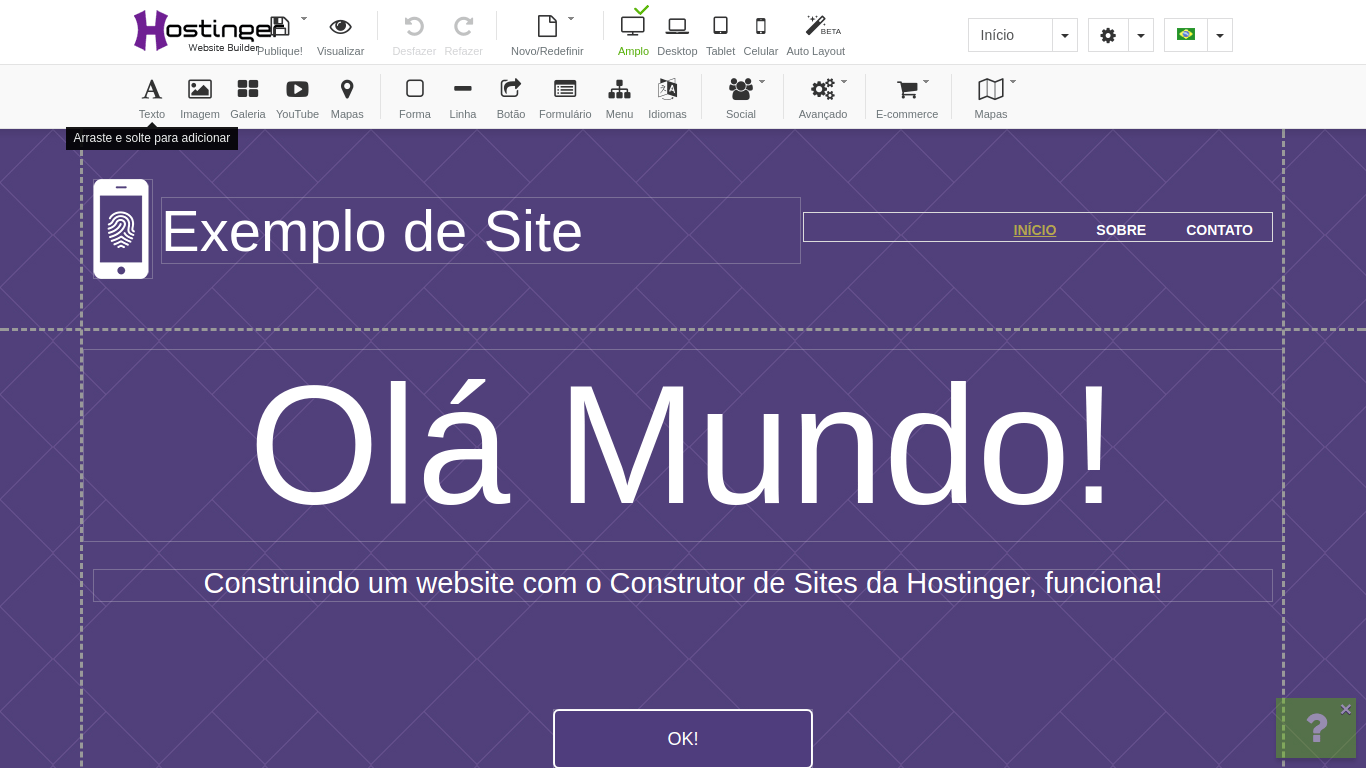 Hostinger
Website Builder
Publique!
Visualizar
Desfazer
Refazer
Novo/Redefinir
Amplo
Desktop
Tablet
Celular
Auto Layout
BETA
Início
Texto
Imagem
Galeria
YouTube
Mapas
Forma
Linha
Botão
Formulário
Menu
Idiomas
Social
Avançado
E-commerce
Mapas
Arraste e solte para adicionar
Exemplo de Site
INÍCIO
SOBRE
CONTATO
Olá Mundo!
Construindo um website com o Construtor de Sites da Hostinger, funciona!
OK!
?